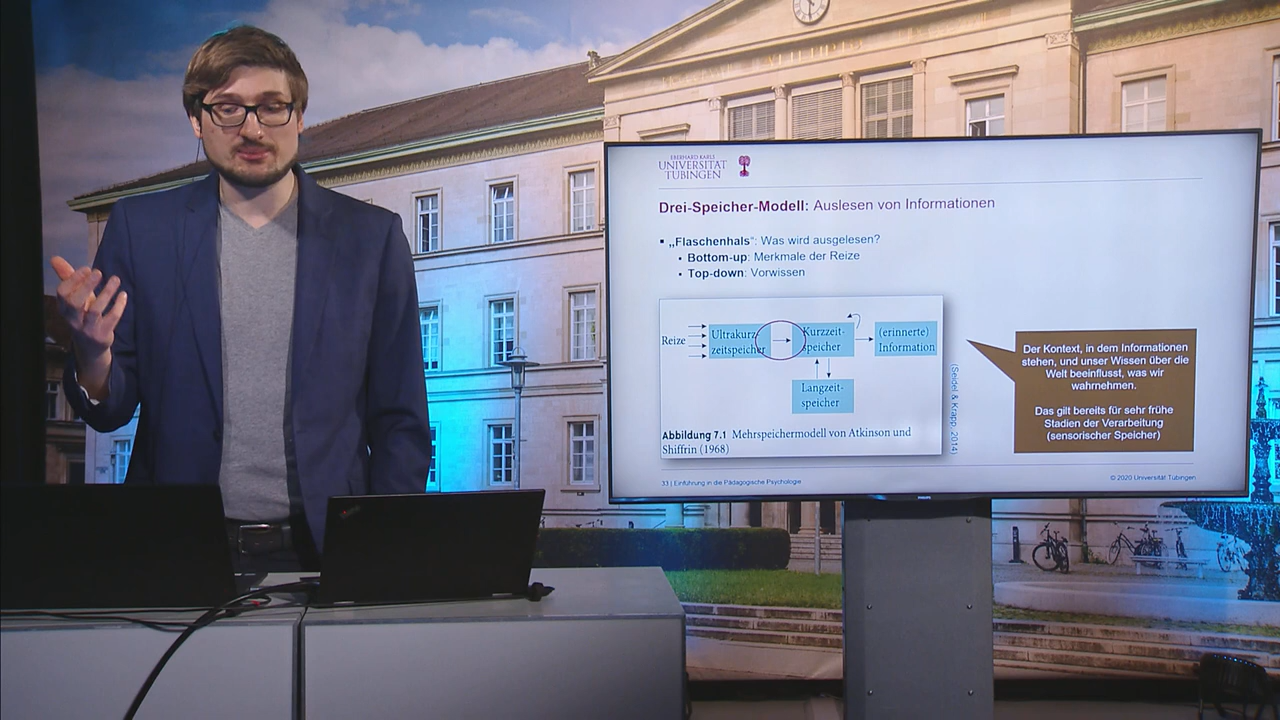 EBERHARD KARLS
UNIVERSITÄT
TÜBINGEN
Drei-Speicher-Modell: Auslesen von Informationen
▪ „Flaschenhals“: Was wird ausgelesen?
• Bottom-up: Merkmale der Reize
• Top-down: Vorwissen
Reize
Ultrakurz-
zeitspeicher
Kurzzeit-
speicher
(erinnerte)
Information
Langzeit-
speicher
Abbildung 7.1 Mehrspeichermodell von Atkinson und
Shiffrin (1968)
(Seidel & Krapp, 2014)
Der Kontext, in dem Informationen
stehen, und unser Wissen über die
Welt beeinflusst, was wir
wahrnehmen.
Das gilt bereits für sehr frühe
Stadien der Verarbeitung
(sensorischer Speicher)
33 | Einführung in die Pädagogische Psychologie
© 2020 Universität Tübingen
PHILIPS